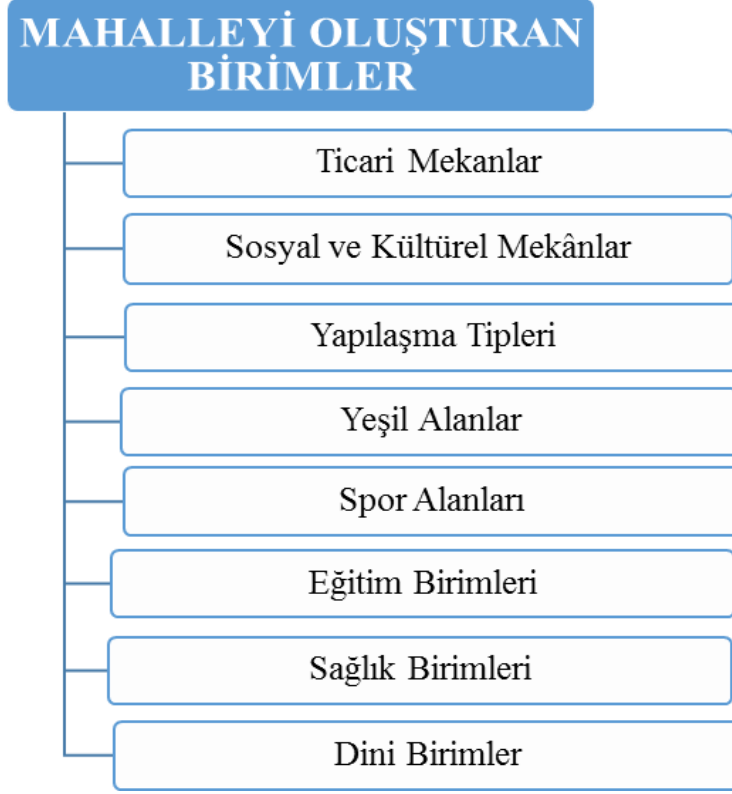 MAHALLEYİ OLUŞTURAN
BİRİMLER
Ticari Mekanlar
Sosyal ve Kültürel Mekânlar
Yapılaşma Tipleri
Yeşil Alanlar
Spor Alanları
Eğitim Birimleri
Sağlık Birimleri
Dini Birimler